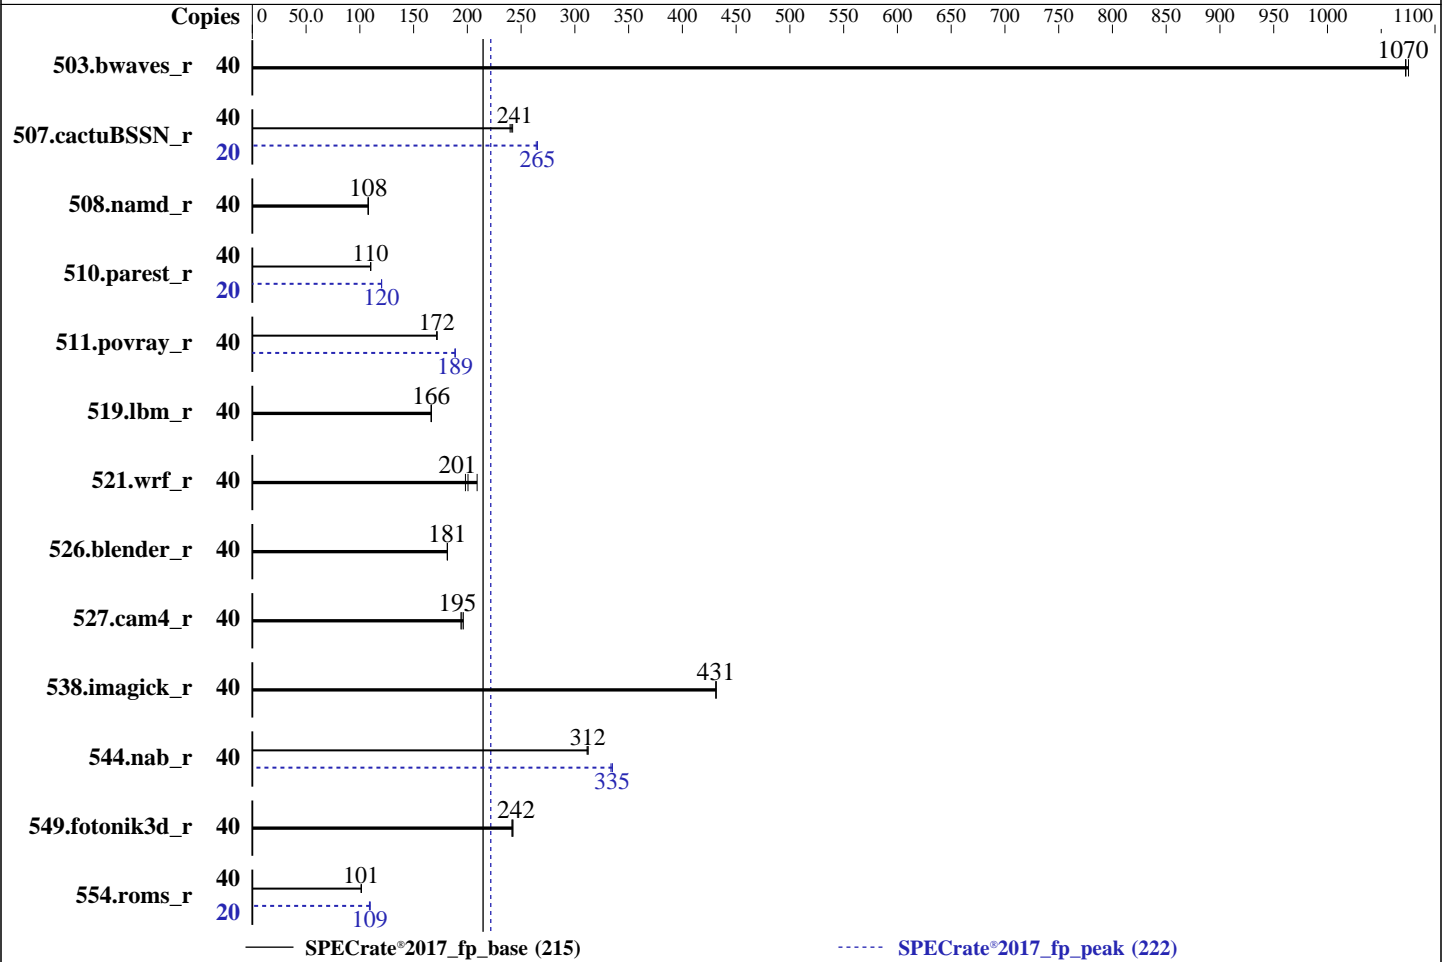 Copies 0 50.0 100 150 200 250 300 350 400 450 500 550 600 650 700 750 800 850 900 950 1000 1100
503.bwaves_r 40 1070
507.cactuBSSN_r 40 241
20 265
508.namd_r 40 108
510.parest_r 40 110
20 120
511.povray_r 40 172
189
519.lbm_r 40 166
521.wrf_r 40 201
526.blender_r 40 181
527.cam4_r 40 195
538.imagick_r 40 431
544.nab_r 40 312
335
549.fotonik3d_r 40 242
554.roms_r 40 101
20 109
SPECrate®2017_fp_base (215) SPECrate®2017_fp_peak (222)